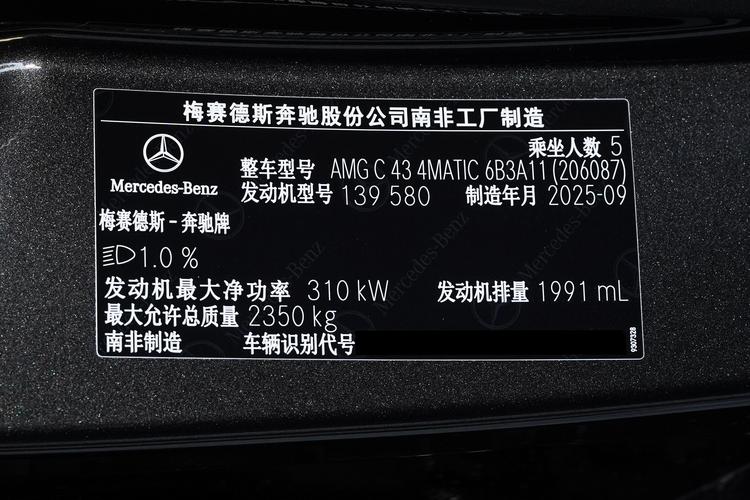 梅赛德斯奔驰股份公司南非工厂制造
乘坐人数 5
Mercedes-Benz
整车型号 AMG C 43 4MATIC 6B3A11 (206087)
发动机型号 139 580 制造年月 2025-09
梅赛德斯-奔驰牌
1.0 %
发动机最大净功率 310 kW 发动机排量 1991 mL
最大允许总质量 2350 kg
南非制造 车辆识别代号
9307328